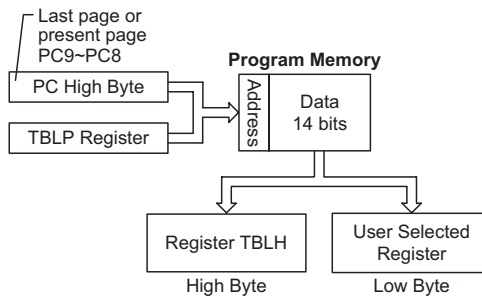 Last page or
present page
PC9~PC8
Program Memory
PC High Byte
TBLP Register
Address
Data
14 bits
Register TBLH
User Selected
Register
High Byte
Low Byte